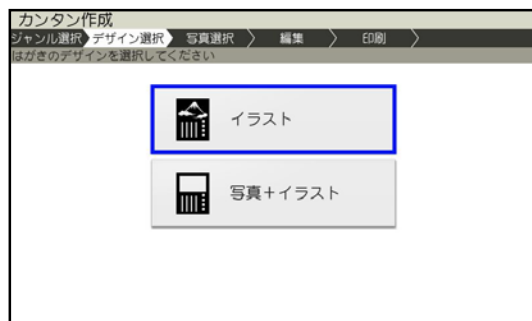 カンタン作成
ジャンル選択 デザイン選択 写真選択 編集 印刷
はがきのデザインを選択してください
イラスト
写真+イラスト